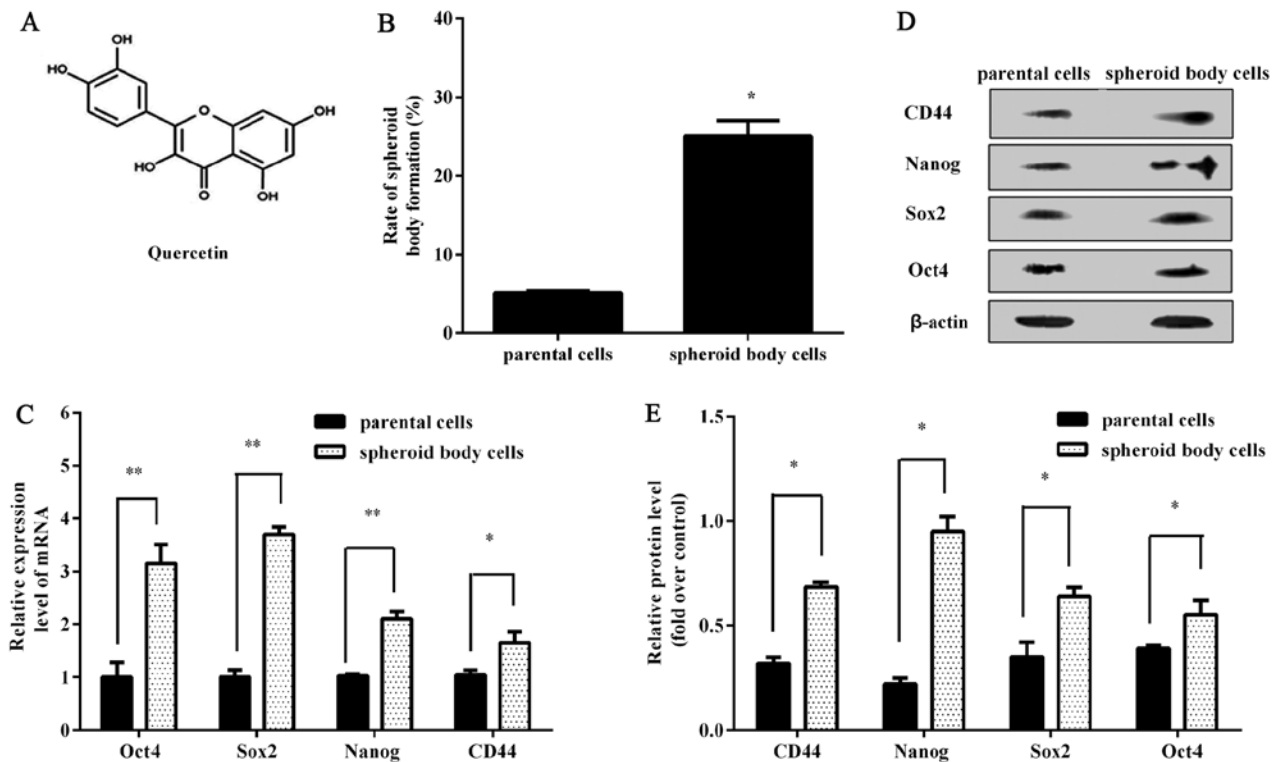 A
OH
HO
O
OH
HO
O
OH
Quercetin
B
Rate of spheroid
body formation (%)
40
30
20
10
0
*
parental cells
spheroid body cells
D
parental cells spheroid body cells
CD44
Nanog
Sox2
Oct4
β-actin
C
Relative expression
level of mRNA
6
5
4
3
2
1
0
parental cells
spheroid body cells
**
**
**
*
Oct4
Sox2
Nanog
CD44
E
Relative protein level
(fold over control)
1.5
1.0
0.5
0.0
parental cells
spheroid body cells
*
*
*
*
CD44
Nanog
Sox2
Oct4